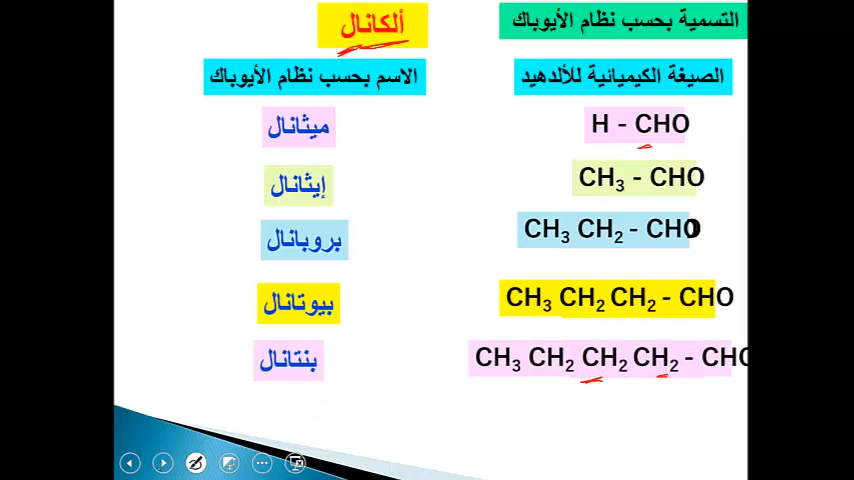 التسمية بحسب نظام الأيوباك
ألكانال
الصيغة الكيميائية للألدهيد
الاسم بحسب نظام الأيوباك
H – CHO
ميثانال
CH₃ – CHO
إيثانال
CH₃ CH₂ – CHO
بروبانال
CH₃ CH₂ CH₂ – CHO
بيوتانال
CH₃ CH₂ CH₂ CH₂ – CHO
بنتانال